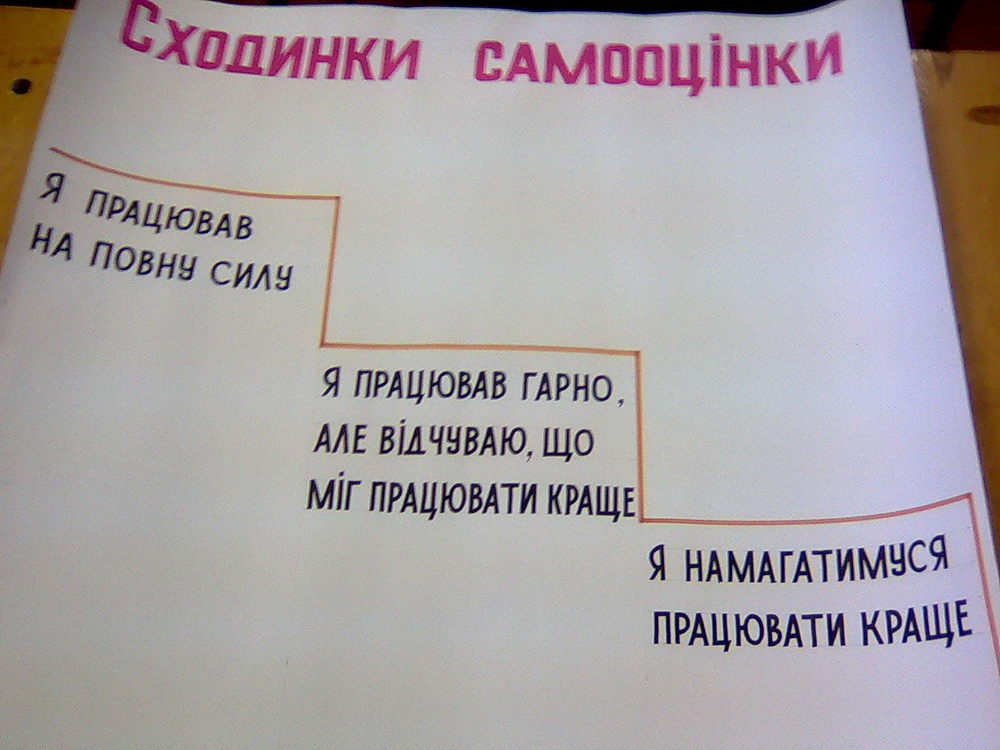 Сходинки самооцінки
Я ПРАЦЮВАВ
НА ПОВНУ СИЛУ
Я ПРАЦЮВАВ ГАРНО,
АЛЕ ВІДЧУВАЮ, ЩО
МІГ ПРАЦЮВАТИ КРАЩЕ
Я НАМАГАТИМУСЯ
ПРАЦЮВАТИ КРАЩЕ